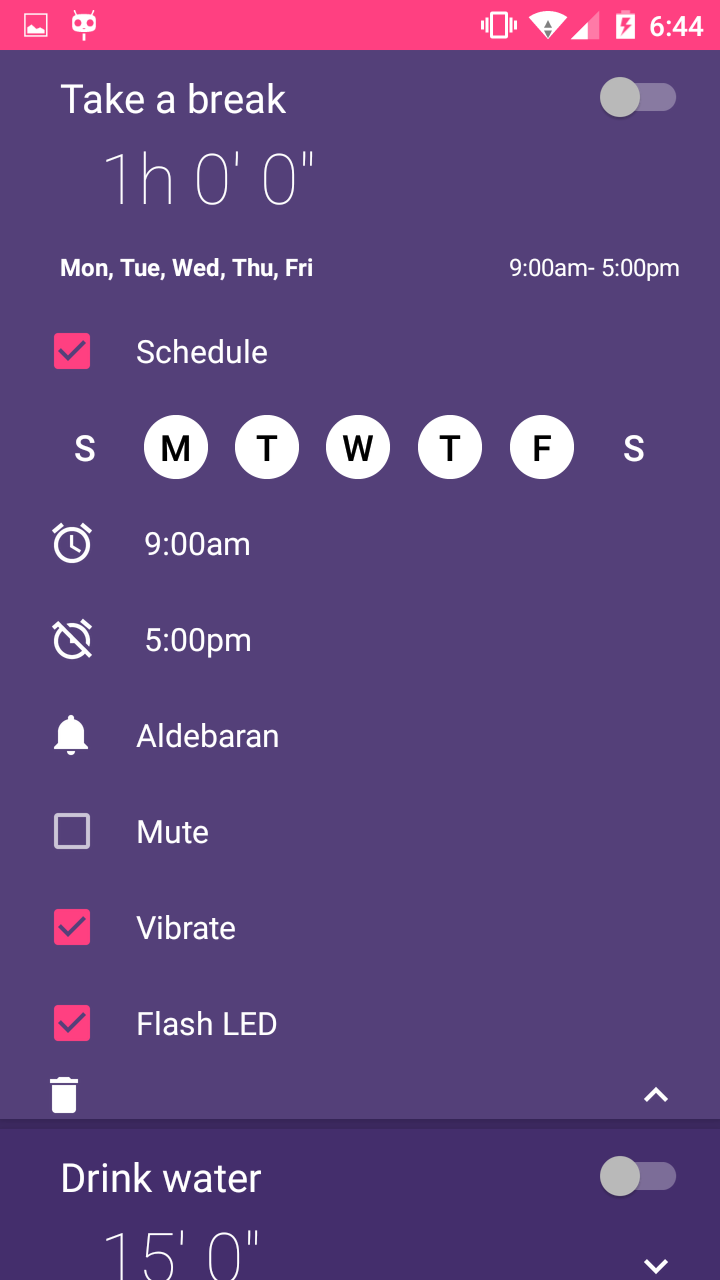 6:44
Take a break
1h 0' 0"
Mon, Tue, Wed, Thu, Fri 9:00am- 5:00pm
Schedule
S M T W T F S
9:00am
5:00pm
Aldebaran
Mute
Vibrate
Flash LED
Drink water
15' 0"